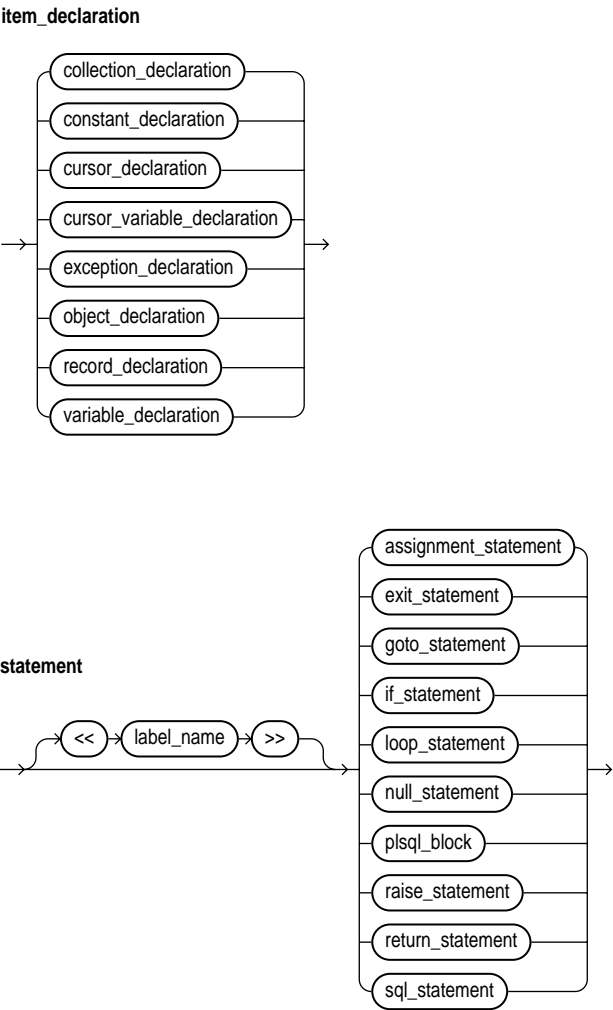 item_declaration
collection_declaration
constant_declaration
cursor_declaration
cursor_variable_declaration
exception_declaration
object_declaration
record_declaration
variable_declaration
statement
<< label_name >>
assignment_statement
exit_statement
goto_statement
if_statement
loop_statement
null_statement
plsql_block
raise_statement
return_statement
sql_statement